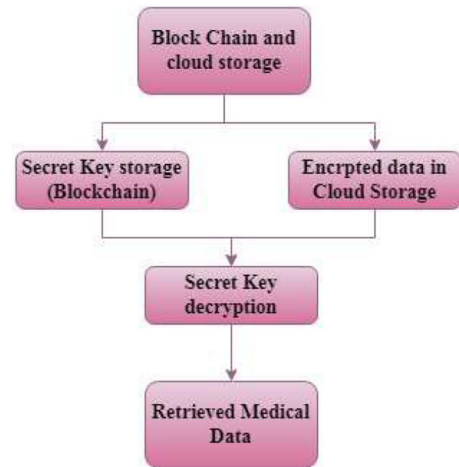 Block Chain and
cloud storage
Secret Key storage
(Blockchain)
Encrpted data in
Cloud Storage
Secret Key
decryption
Retrieved Medical
Data